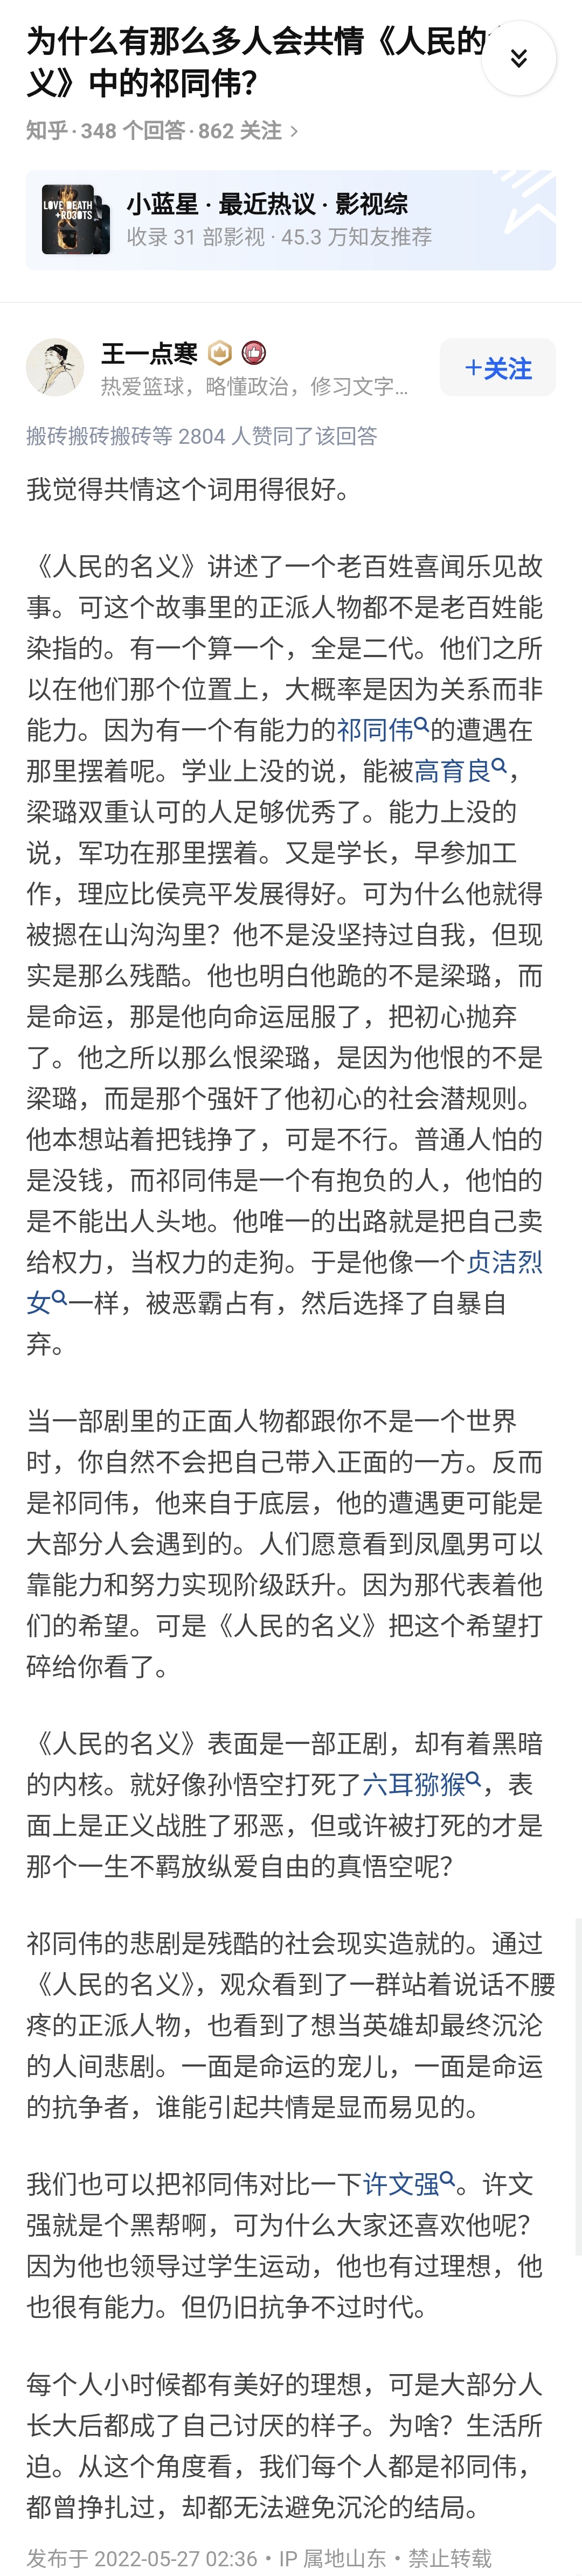 为什么有那么多人会共情《人民的
义》中的祁同伟？
知乎·348 个回答·862 关注 >
LOVE DEATH
+ROBOTS
小蓝星 · 最近热议 · 影视综
收录 31 部影视 · 45.3 万知友推荐
王一点寒
热爱篮球，略懂政治，修习文字...
+关注
搬砖搬砖搬砖等 2804 人赞同了该回答
我觉得共情这个词用得很好。
《人民的名义》讲述了一个老百姓喜闻乐见故
事。可这个故事里的正派人物都不是老百姓能
染指的。有一个算一个，全是二代。他们之所
以在他们那个位置上，大概率是因为关系而非
能力。因为有一个有能力的祁同伟的遭遇在
那里摆着呢。学业上没的说，能被高育良，
梁璐双重认可的人足够优秀了。能力上没的
说，军功在那里摆着。又是学长，早参加工
作，理应比侯亮平发展得好。可为什么他就得
被摁在山沟沟里？他不是没坚持过自我，但现
实是那么残酷。他也明白他跪的不是梁璐，而
是命运，那是他向命运屈服了，把初心抛弃
了。他之所以那么恨梁璐，是因为他恨的不是
梁璐，而是那个强奸了他初心的社会潜规则。
他本想站着把钱挣了，可是不行。普通人怕的
是没钱，而祁同伟是一个有抱负的人，他怕的
是不能出人头地。他唯一的出路就是把自己卖
给权力，当权力的走狗。于是他像一个贞洁烈
女一样，被恶霸占有，然后选择了自暴自
弃。
当一部剧里的正面人物都跟你不是一个世界
时，你自然不会把自己带入正面的一方。反而
是祁同伟，他来自于底层，他的遭遇更可能是
大部分人会遇到的。人们愿意看到凤凰男可以
靠能力和努力实现阶级跃升。因为那代表着他
们的希望。可是《人民的名义》把这个希望打
碎给你看了。
《人民的名义》表面是一部正剧，却有着黑暗
的内核。就好像孙悟空打死了六耳猕猴，表
面上是正义战胜了邪恶，但或许被打死的才是
那个一生不羁放纵爱自由的真悟空呢？
祁同伟的悲剧是残酷的社会现实造就的。通过
《人民的名义》，观众看到了一群站着说话不腰
疼的正派人物，也看到了想当英雄却最终沉沦
的人间悲剧。一面是命运的宠儿，一面是命运
的抗争者，谁能引起共情是显而易见的。
我们也可以把祁同伟对比一下许文强。许文
强就是个黑帮啊，可为什么大家还喜欢他呢？
因为他也领导过学生运动，他也有过理想，他
也很有能力。但仍旧抗争不过时代。
每个人小时候都有美好的理想，可是大部分人
长大后都成了自己讨厌的样子。为啥？生活所
迫。从这个角度看，我们每个人都是祁同伟，
都曾挣扎过，却都无法避免沉沦的结局。
发布于 2022-05-27 02:36 · IP 属地山东 · 禁止转载